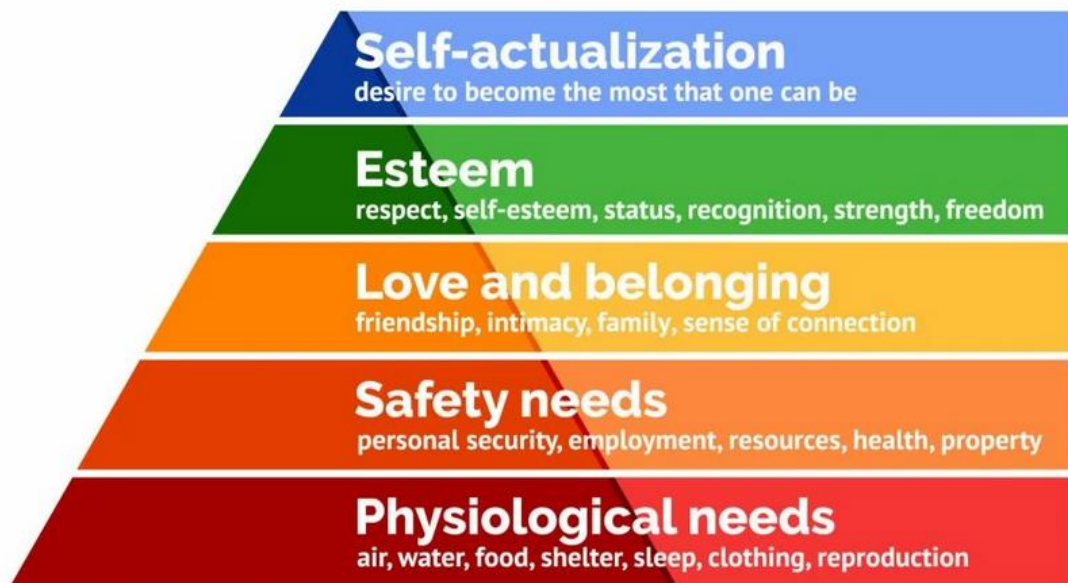 Self-actualization
desire to become the most that one can be
Esteem
respect, self-esteem, status, recognition, strength, freedom
Love and belonging
friendship, intimacy, family, sense of connection
Safety needs
personal security, employment, resources, health, property
Physiological needs
air, water, food, shelter, sleep, clothing, reproduction